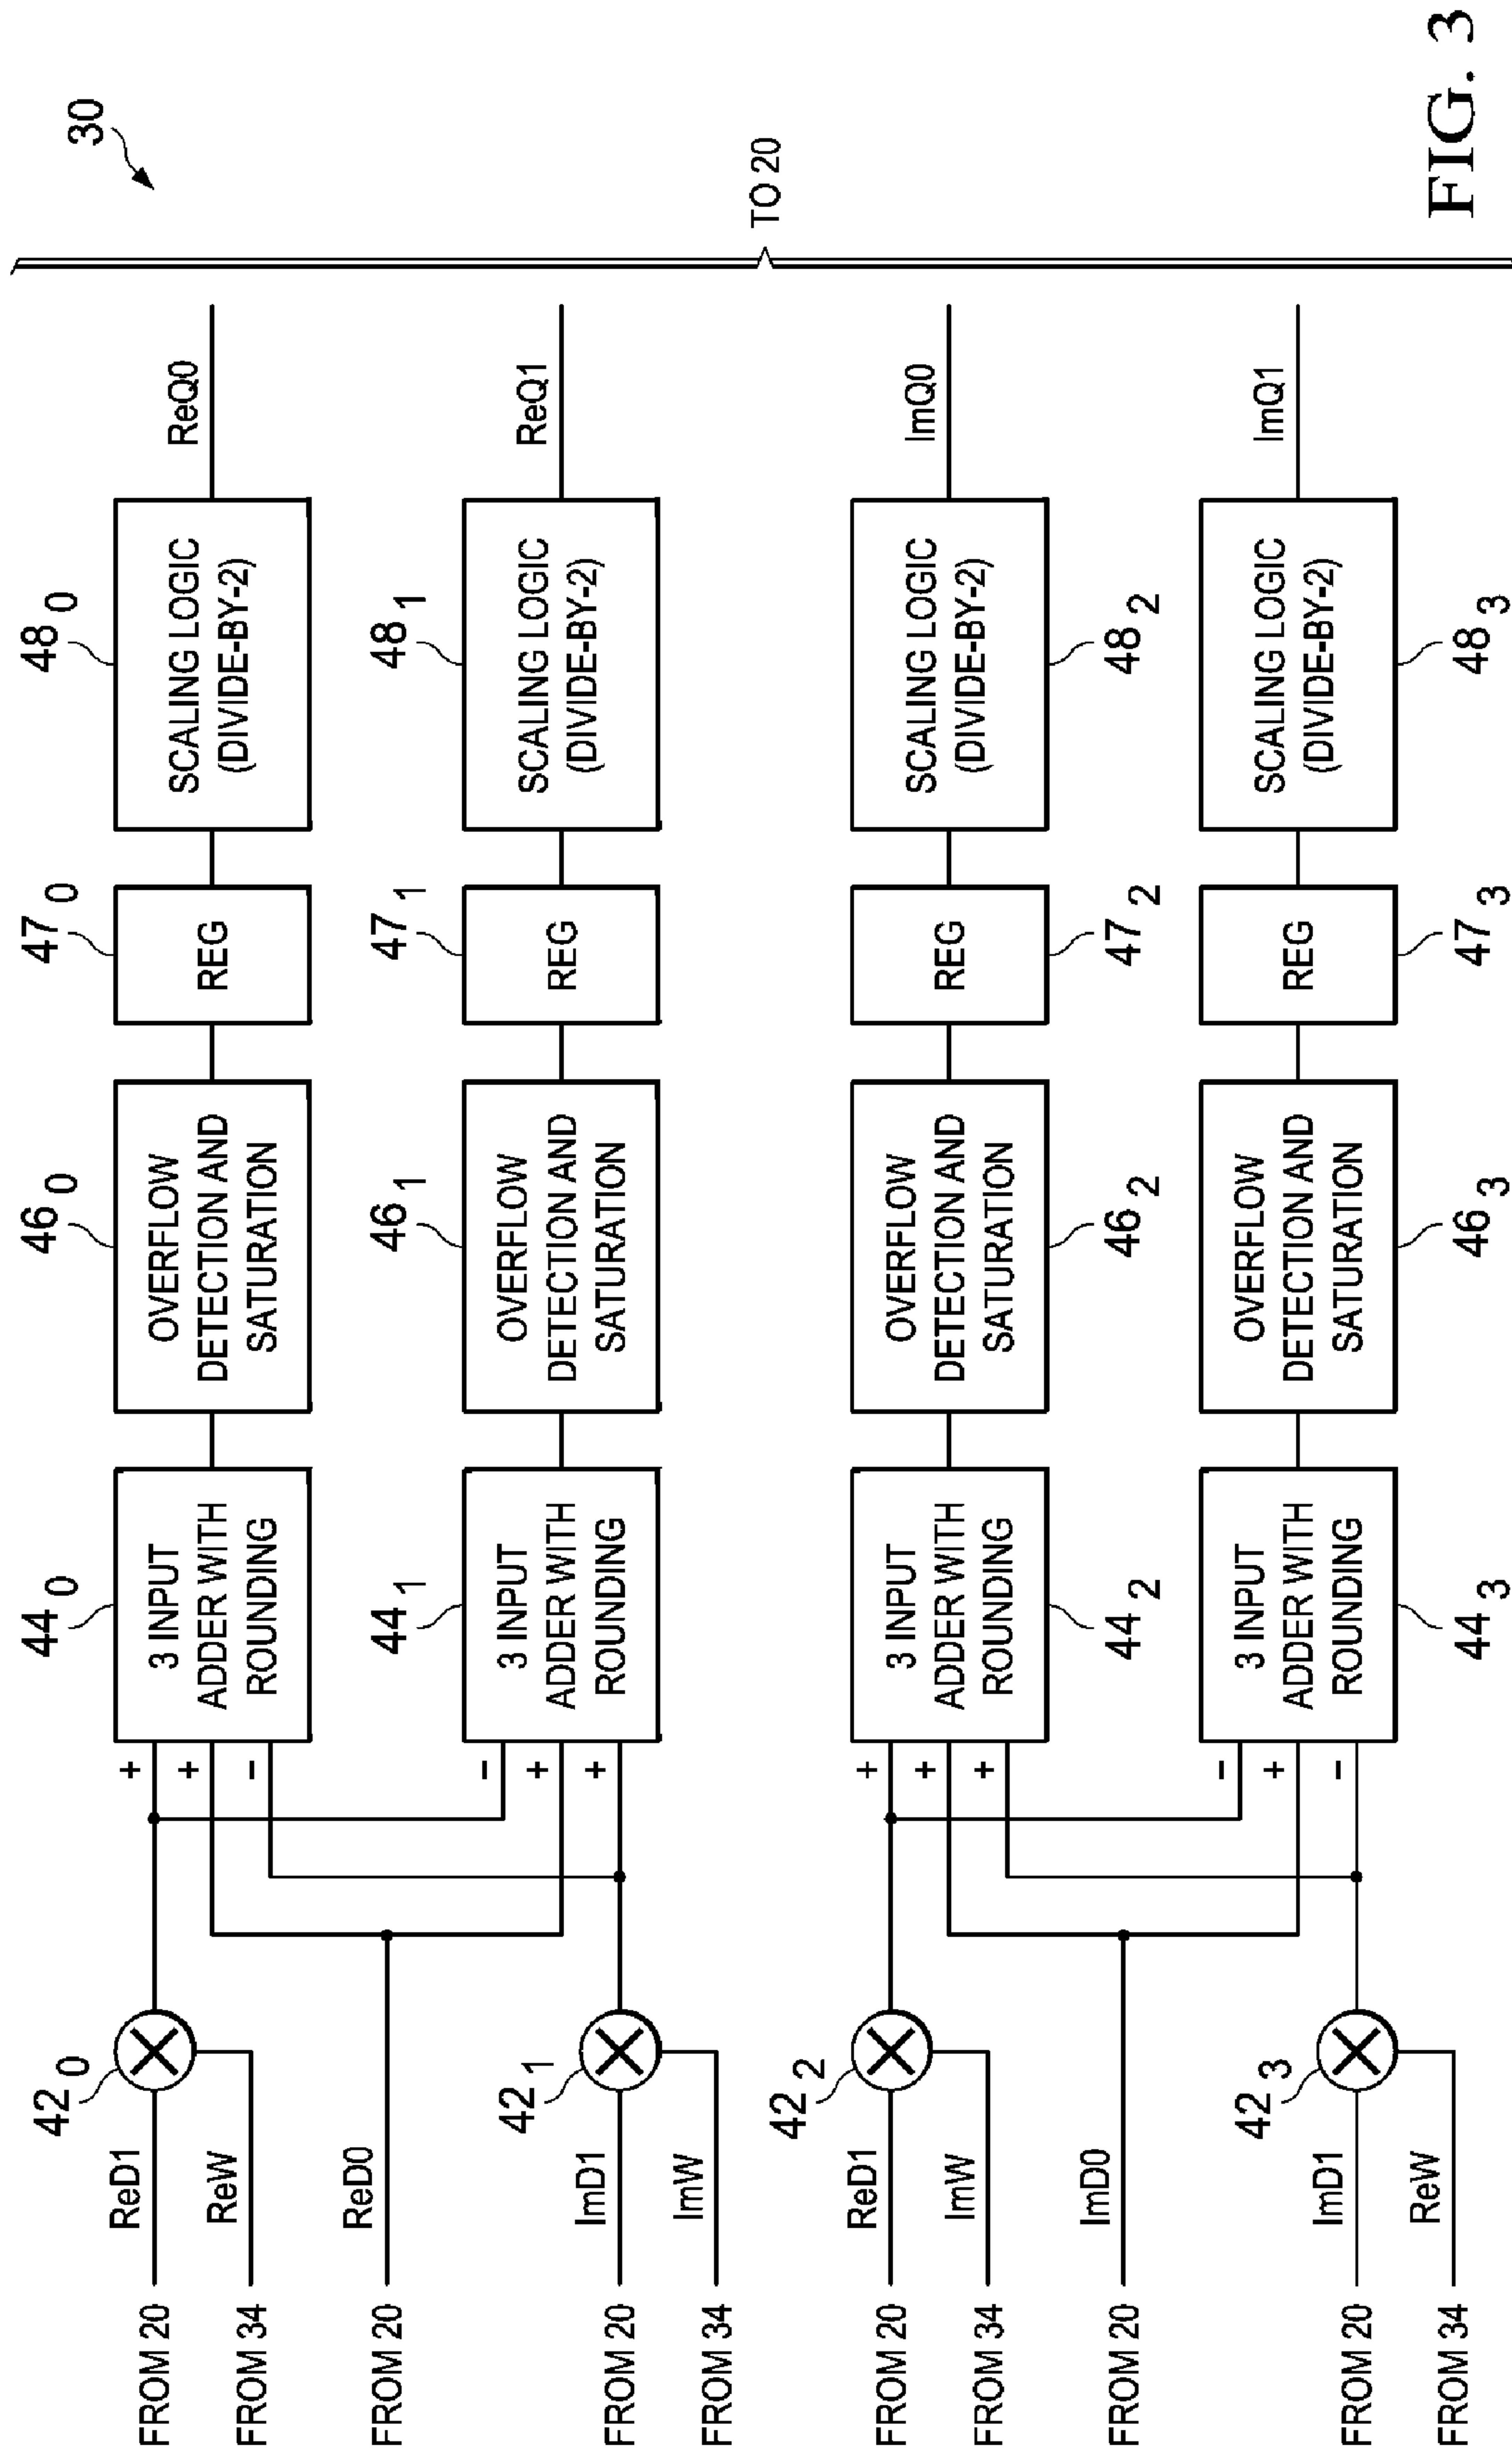 30
TO 20
FIG. 3
FROM 20
ReD1
42 0
FROM 34
ReW
FROM 20
ReD0
FROM 20
ImD1
42 1
FROM 34
ImW
FROM 20
ReD1
42 2
FROM 34
ImW
FROM 20
ImD0
FROM 20
ImD1
42 3
FROM 34
ReW
44 0
+
+
−
3 INPUT
ADDER WITH
ROUNDING
46 0
OVERFLOW
DETECTION AND
SATURATION
47 0
REG
48 0
SCALING LOGIC
(DIVIDE-BY-2)
ReQ0
44 1
−
+
+
3 INPUT
ADDER WITH
ROUNDING
46 1
OVERFLOW
DETECTION AND
SATURATION
47 1
REG
48 1
SCALING LOGIC
(DIVIDE-BY-2)
ReQ1
+
+
+
3 INPUT
ADDER WITH
ROUNDING
44 2
OVERFLOW
DETECTION AND
SATURATION
46 2
REG
47 2
SCALING LOGIC
(DIVIDE-BY-2)
48 2
ImQ0
−
+
−
3 INPUT
ADDER WITH
ROUNDING
44 3
OVERFLOW
DETECTION AND
SATURATION
46 3
REG
47 3
SCALING LOGIC
(DIVIDE-BY-2)
48 3
ImQ1